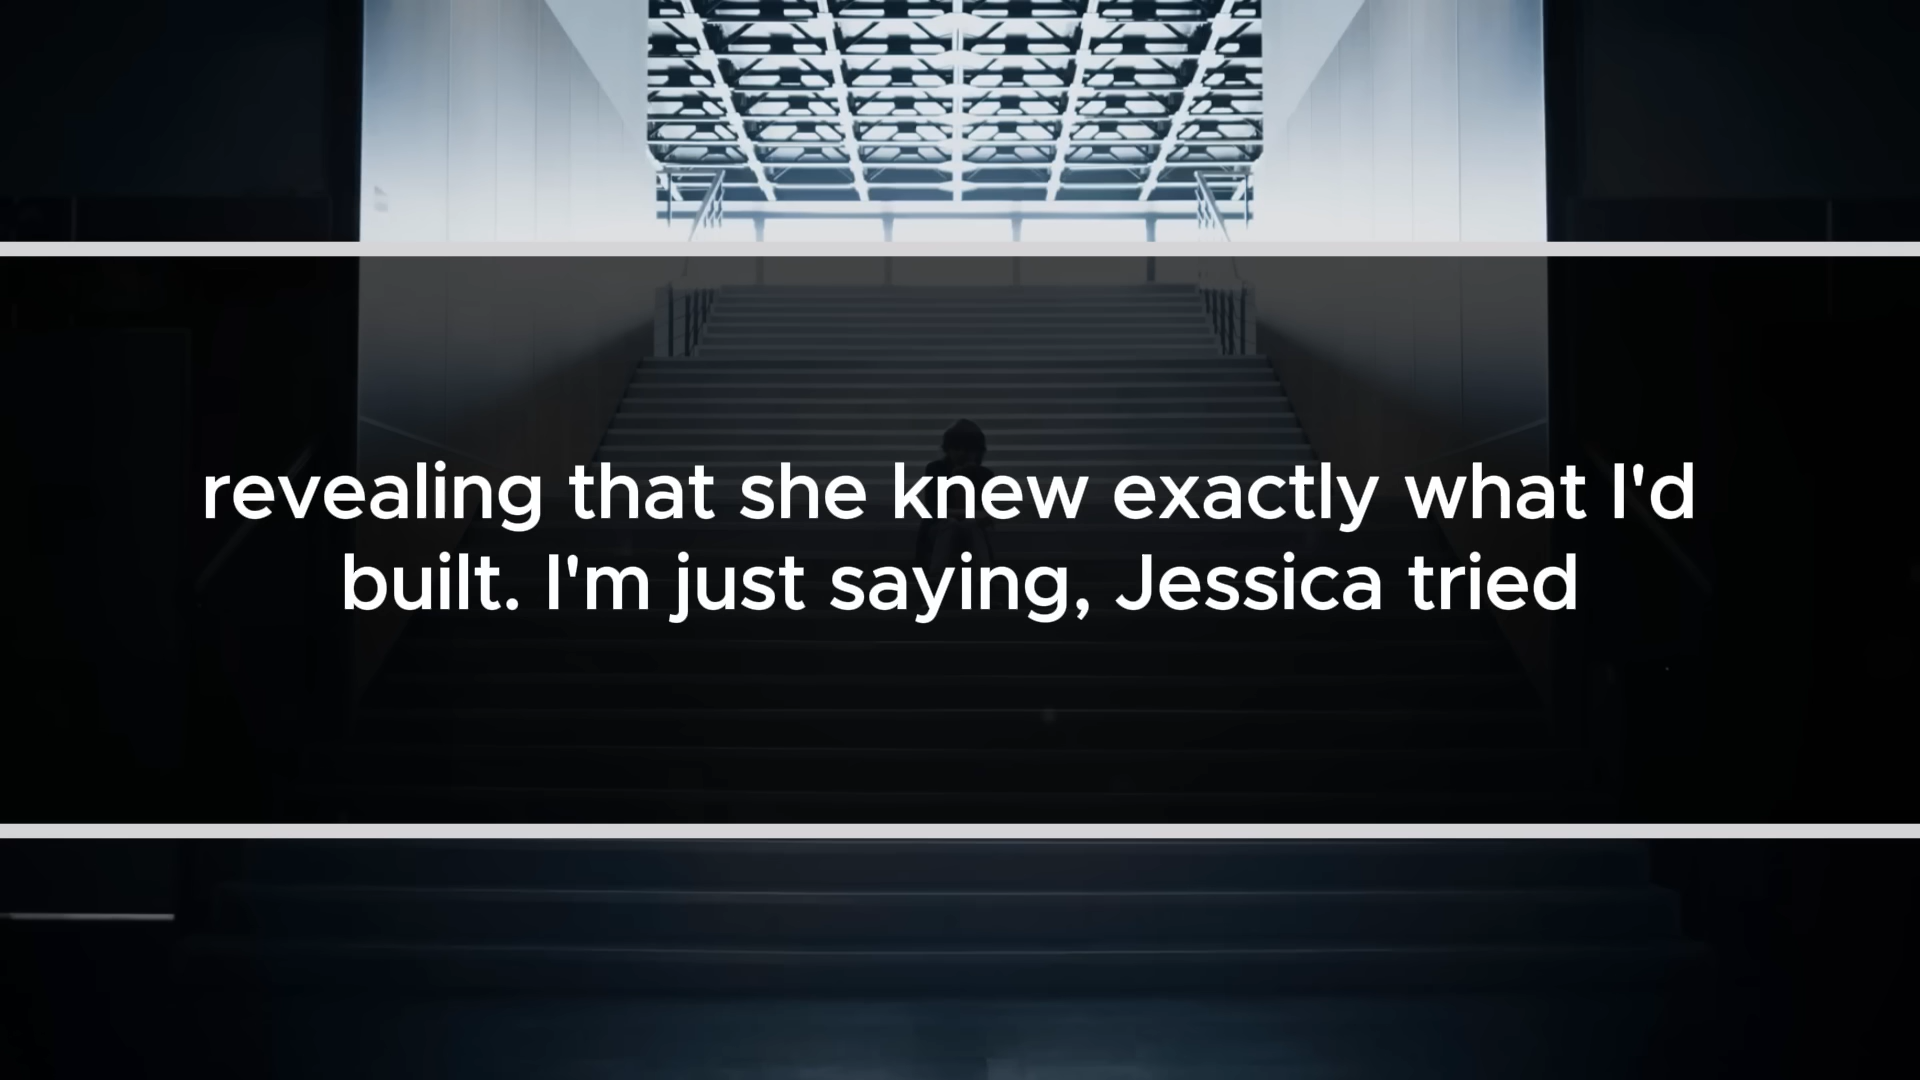 revealing that she knew exactly what I'd
built. I'm just saying, Jessica tried